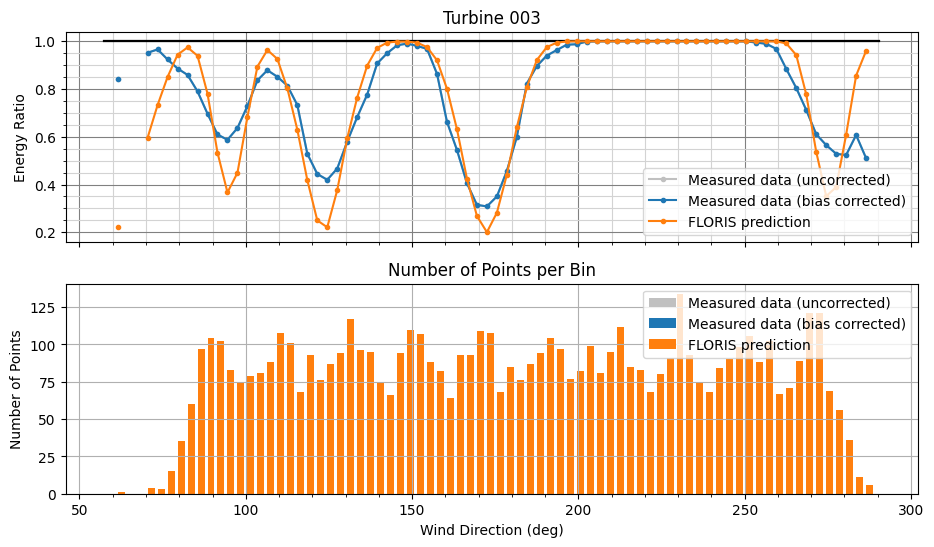 Turbine 003
Energy Ratio
1.0
0.8
0.6
0.4
0.2
Measured data (uncorrected)
Measured data (bias corrected)
FLORIS prediction
Number of Points per Bin
Number of Points
125
100
75
50
25
0
Measured data (uncorrected)
Measured data (bias corrected)
FLORIS prediction
50
100
150
200
250
300
Wind Direction (deg)